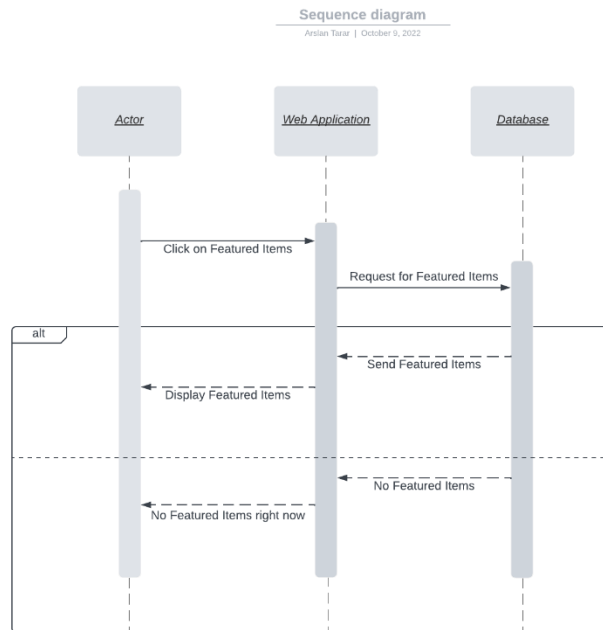 Sequence diagram
Arslan Tarar | October 9, 2022
Actor
Web Application
Database
Click on Featured Items
Request for Featured Items
alt
Send Featured Items
Display Featured Items
No Featured Items
No Featured Items right now